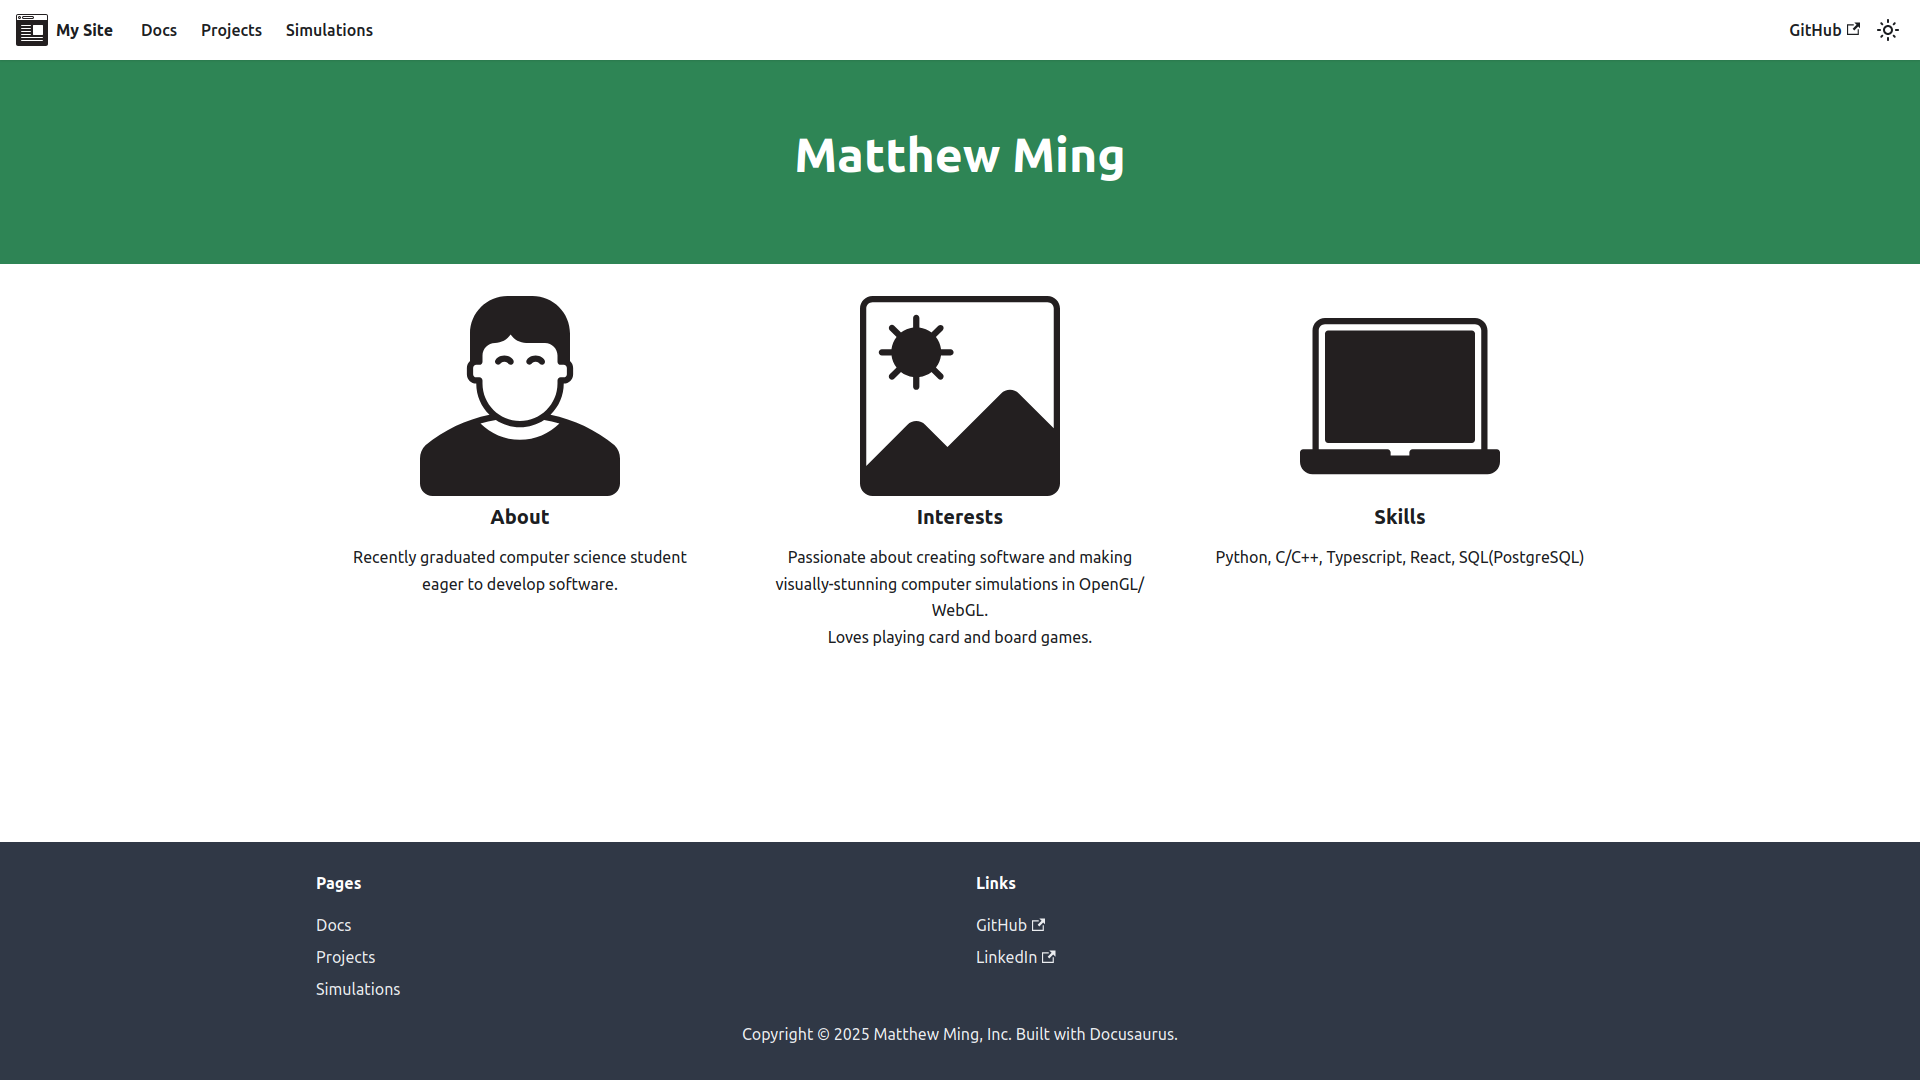 My Site
Docs
Projects
Simulations
GitHub
Matthew Ming
About
Recently graduated computer science student
eager to develop software.
Interests
Passionate about creating software and making
visually-stunning computer simulations in OpenGL/
WebGL.
Loves playing card and board games.
Skills
Python, C/C++, Typescript, React, SQL(PostgreSQL)
Pages
Docs
Projects
Simulations
Links
GitHub
LinkedIn
Copyright © 2025 Matthew Ming, Inc. Built with Docusaurus.